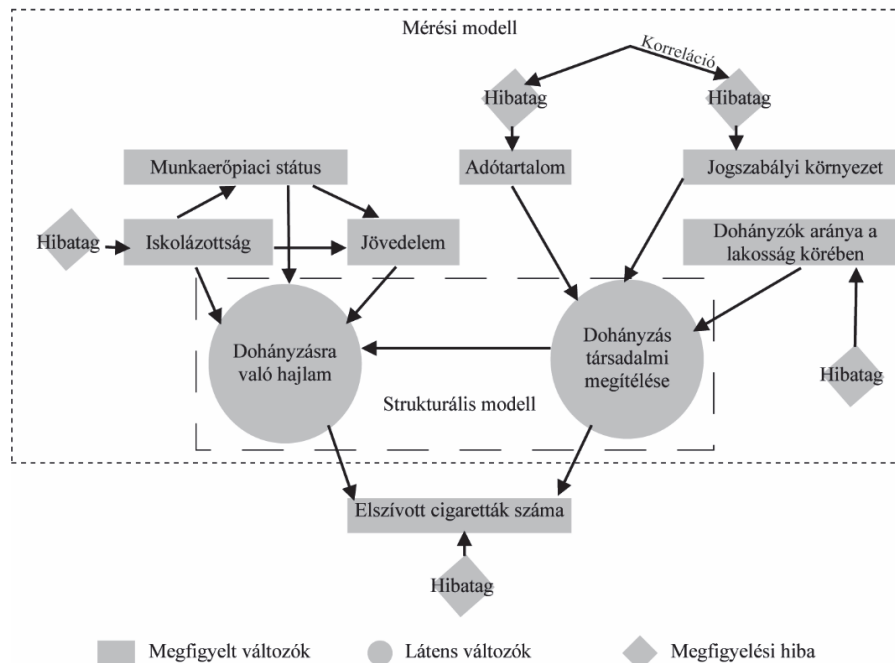 Mérési modell
Korreláció
Hibatag
Hibatag
Munkaerőpiaci státus
Adótartalom
Jogszabályi környezet
Hibatag
Iskolázottság
Jövedelem
Dohányzók aránya a
lakosság körében
Dohányzásra
való hajlam
Dohányzás
társadalmi
megítélése
Hibatag
Strukturális modell
Elszívott cigaretták száma
Hibatag
Megfigyelt változók
Látens változók
Megfigyelési hiba